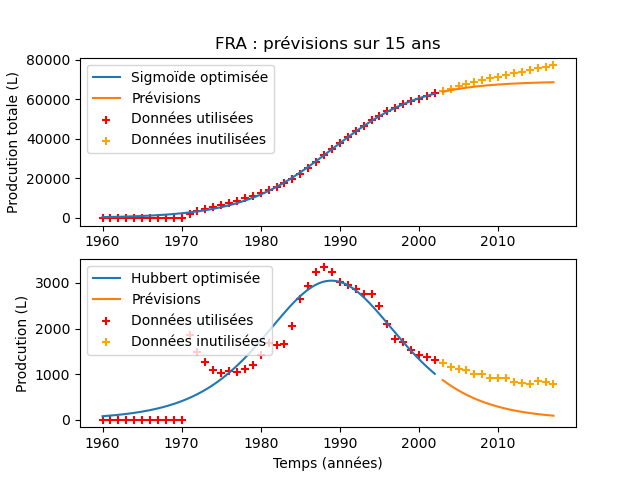 FRA : prévisions sur 15 ans
Prodcution totale (L)
80000
60000
40000
20000
0
Sigmoïde optimisée
Prévisions
Données utilisées
Données inutilisées
1960 1970 1980 1990 2000 2010
Prodcution (L)
3000
2000
1000
0
Hubbert optimisée
Prévisions
Données utilisées
Données inutilisées
1960 1970 1980 1990 2000 2010
Temps (années)